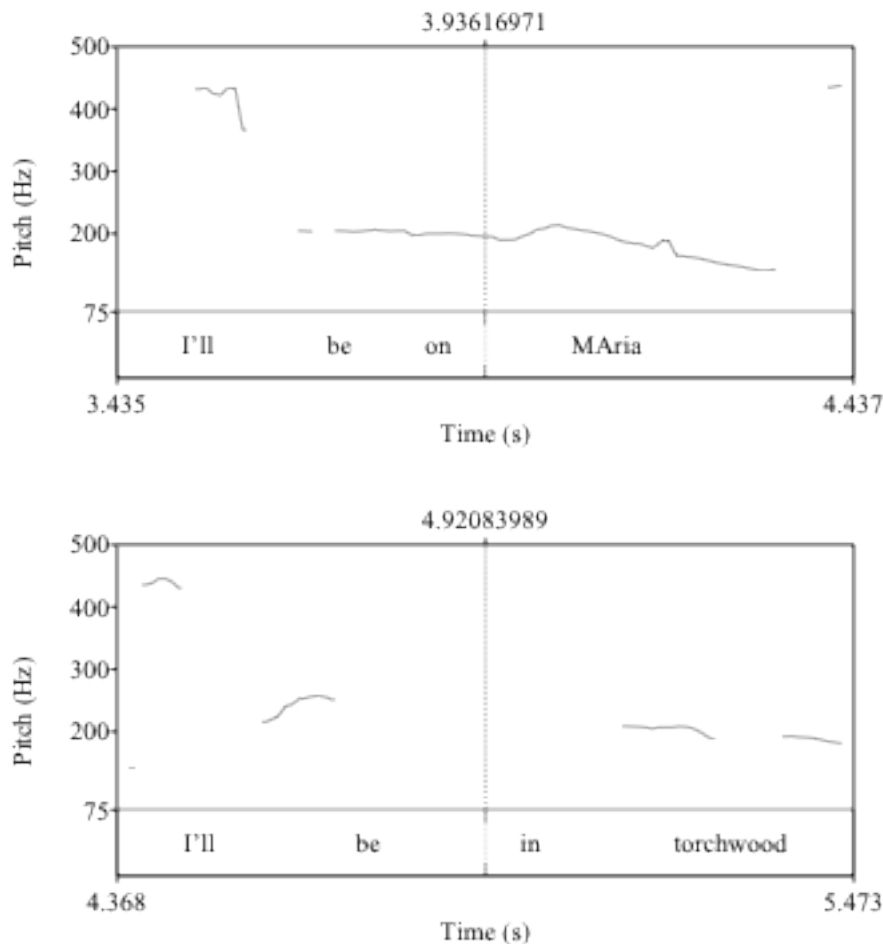 3.93616971
500
400
300
200
75
Pitch (Hz)
I'll be on MAria
3.435 4.437
Time (s)
4.92083989
500
400
300
200
75
Pitch (Hz)
I'll be in torchwood
4.368 5.473
Time (s)